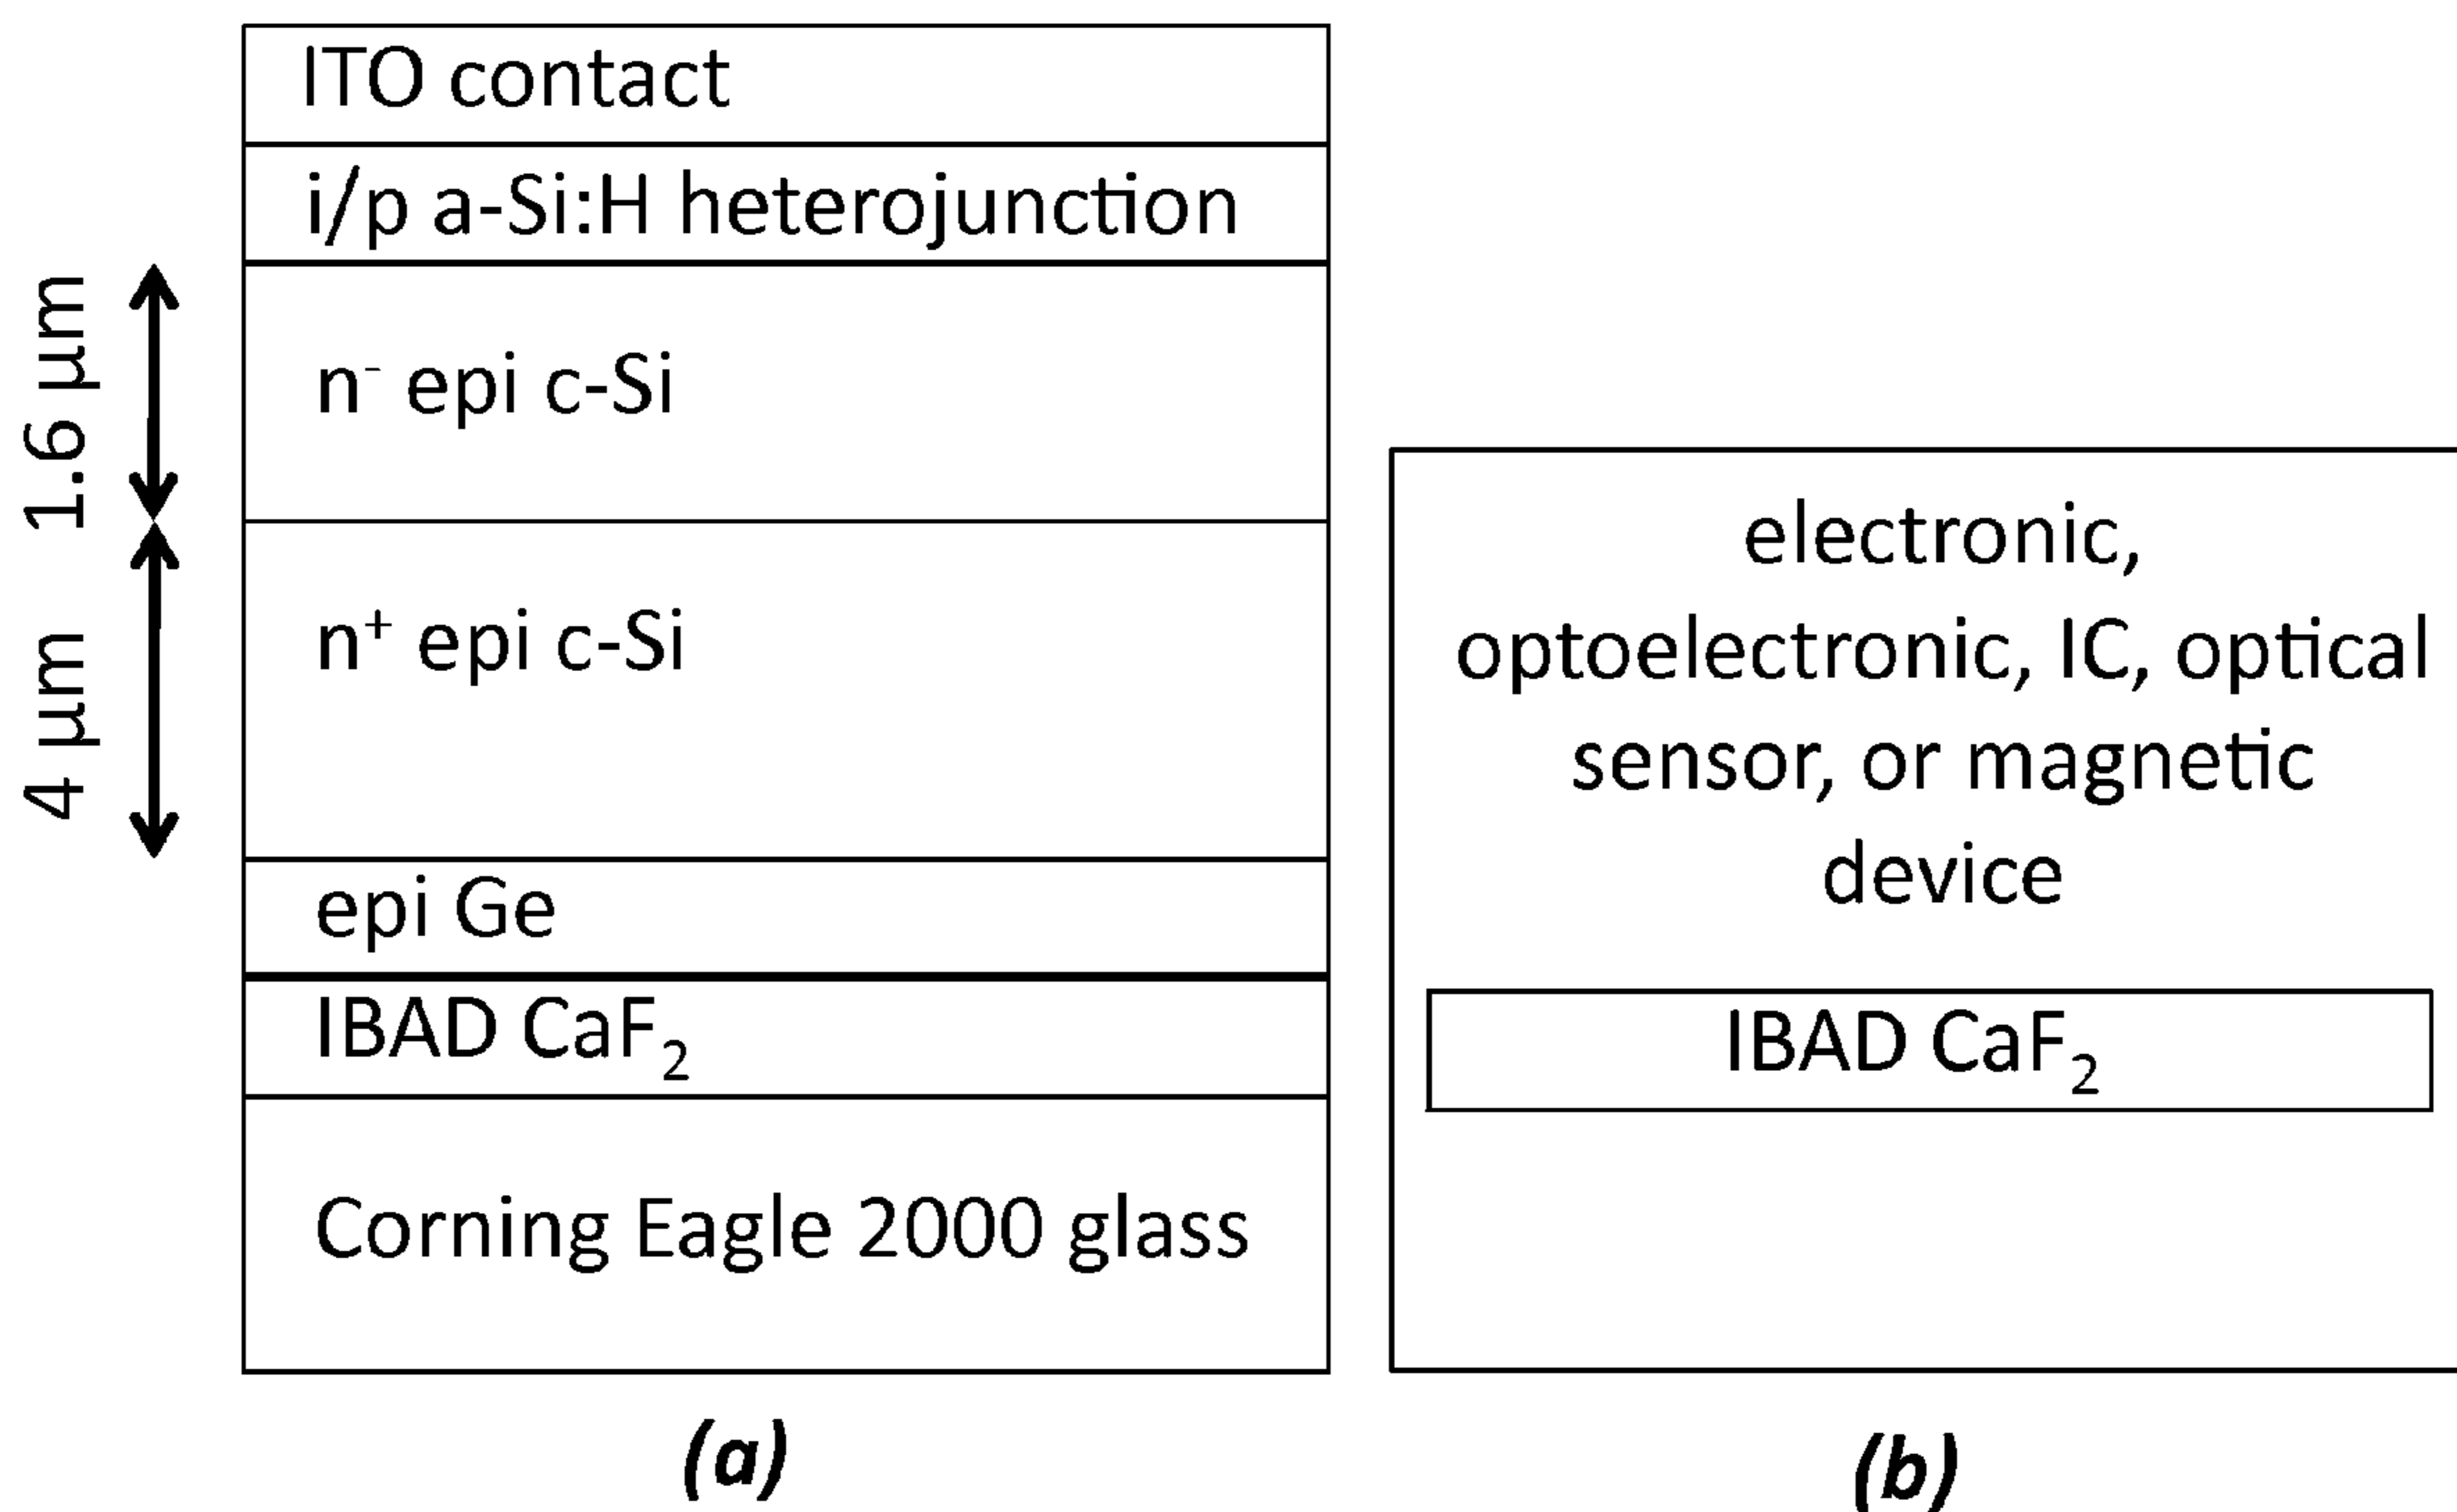 ITO contact
i/p a-Si:H heterojunction
1.6 µm
n⁻ epi c-Si
4 µm
n⁺ epi c-Si
epi Ge
IBAD CaF₂
Corning Eagle 2000 glass
(a)
electronic,
optoelectronic, IC, optical
sensor, or magnetic
device
IBAD CaF₂
(b)